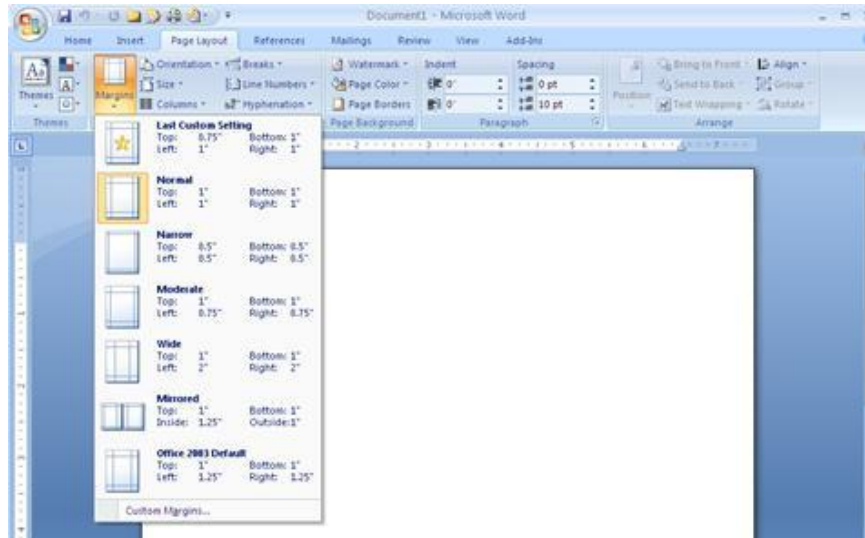 Document1 - Microsoft Word
Home Insert Page Layout References Mailings Review View Add-Ins
Orientation Breaks Watermark Indent Spacing Bring to Front Align
Themes Margins Size Line Numbers Page Color 0" 0 pt Position Send to Back Group
Columns Hyphenation Page Borders 0" 10 pt Text Wrapping Rotate
Themes Page Background Paragraph Arrange
Last Custom Setting
Top: 0.75" Bottom: 1"
Left: 1" Right: 1"
Normal
Top: 1" Bottom: 1"
Left: 1" Right: 1"
Narrow
Top: 0.5" Bottom: 0.5"
Left: 0.5" Right: 0.5"
Moderate
Top: 1" Bottom: 1"
Left: 0.75" Right: 0.75"
Wide
Top: 1" Bottom: 1"
Left: 2" Right: 2"
Mirrored
Top: 1" Bottom: 1"
Inside: 1.25" Outside:1"
Office 2003 Default
Top: 1" Bottom: 1"
Left: 1.25" Right: 1.25"
Custom Margins...